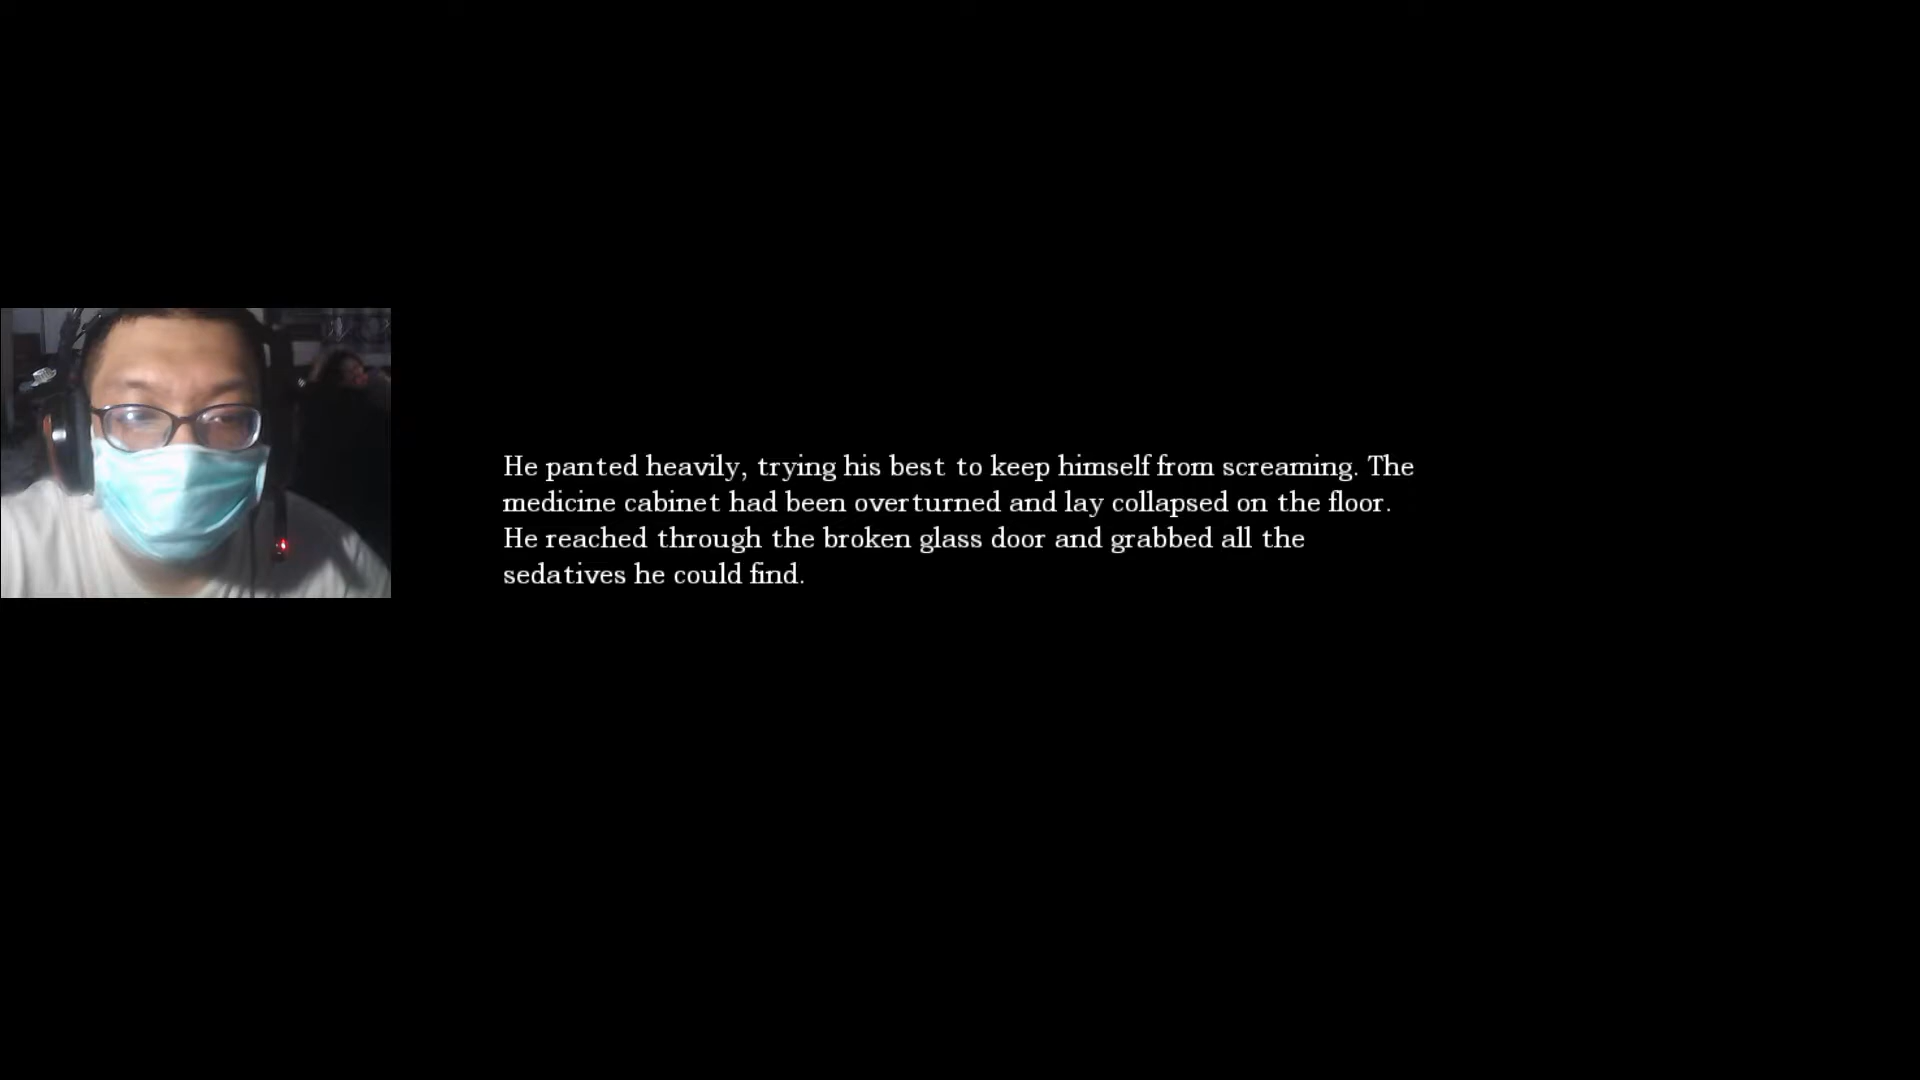 He panted heavily, trying his best to keep himself from screaming. The
medicine cabinet had been overturned and lay collapsed on the floor.
He reached through the broken glass door and grabbed all the
sedatives he could find.